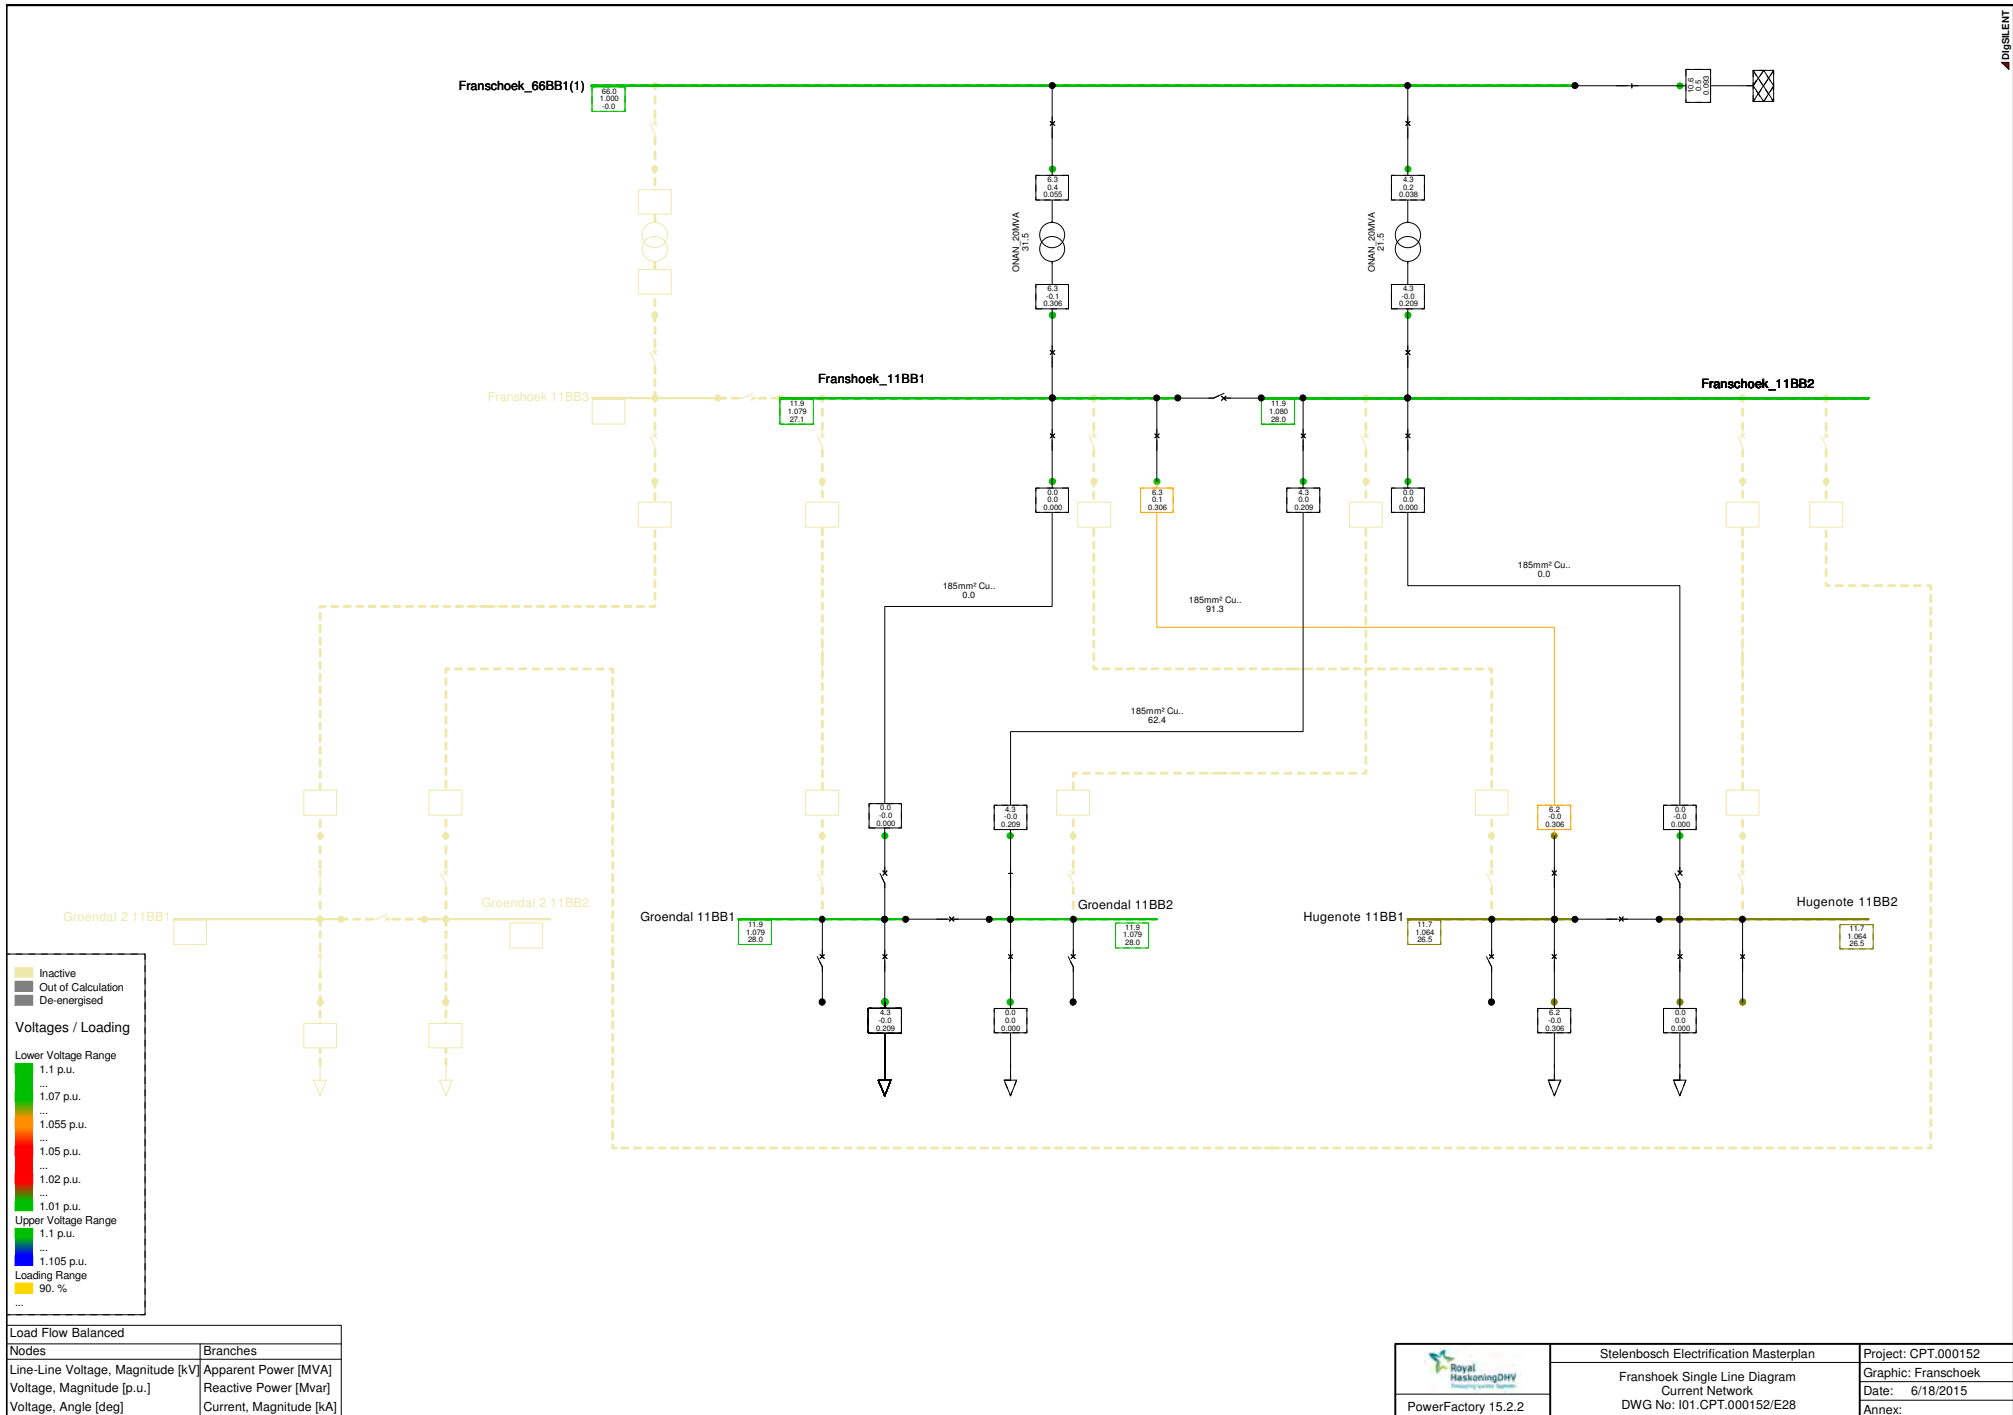 DIgSILENT
Franschoek_66BB1(1)
66.0
1.000
-0.0
10.6
0.5
0.093
6.3
0.4
0.055
4.3
0.2
0.038
ONAN_20MVA
31.5
ONAN_20MVA
21.5
6.3
-0.1
0.306
4.3
-0.0
0.209
Franshoek 11BB3
Franshoek_11BB1
Franschoek_11BB2
11.9
1.079
27.1
11.9
1.080
28.0
0.0
0.0
0.000
6.3
0.1
0.306
4.3
0.0
0.209
0.0
0.0
0.000
185mm² Cu..
0.0
185mm² Cu..
91.3
185mm² Cu..
0.0
185mm² Cu..
62.4
0.0
-0.0
0.000
4.3
-0.0
0.209
6.2
-0.0
0.306
0.0
-0.0
0.000
Groendal 2 11BB1
Groendal 2 11BB2
Groendal 11BB1
Groendal 11BB2
Hugenote 11BB1
Hugenote 11BB2
11.9
1.079
28.0
11.9
1.079
28.0
11.7
1.064
26.5
11.7
1.064
26.5
4.3
-0.0
0.209
0.0
0.0
0.000
6.2
-0.0
0.306
0.0
0.0
0.000
Inactive
Out of Calculation
De-energised
Voltages / Loading
Lower Voltage Range
1.1 p.u.
...
1.07 p.u.
...
1.055 p.u.
...
1.05 p.u.
...
1.02 p.u.
...
1.01 p.u.
Upper Voltage Range
1.1 p.u.
...
1.105 p.u.
Loading Range
90. %
...
Load Flow Balanced
Nodes Branches
Line-Line Voltage, Magnitude [kV] Apparent Power [MVA]
Voltage, Magnitude [p.u.] Reactive Power [Mvar]
Voltage, Angle [deg] Current, Magnitude [kA]
Royal
HaskoningDHV
Enhancing Society Together
PowerFactory 15.2.2
Stelenbosch Electrification Masterplan
Franshoek Single Line Diagram
Current Network
DWG No: I01.CPT.000152/E28
Project: CPT.000152
Graphic: Franschoek
Date: 6/18/2015
Annex: